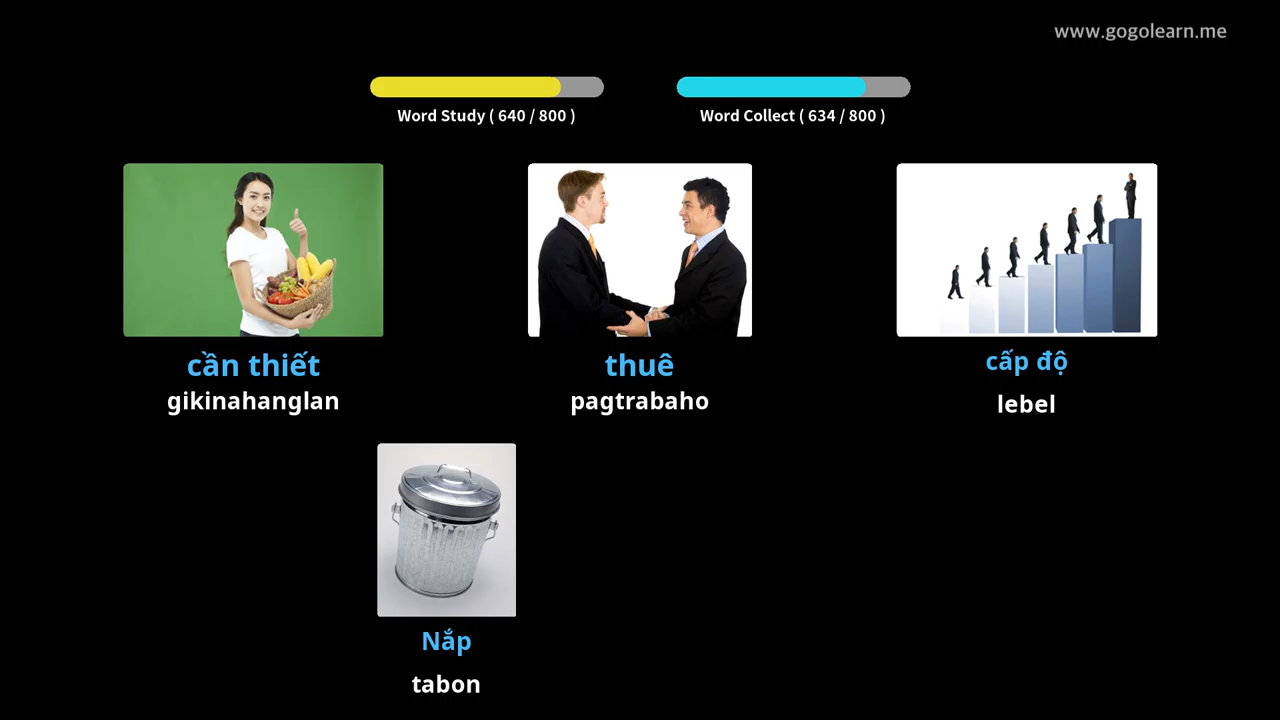 www.gogolearn.me
Word Study ( 640 / 800 )
Word Collect ( 634 / 800 )
cần thiết
gikinahanglan
thuê
pagtrabaho
cấp độ
lebel
Nắp
tabon